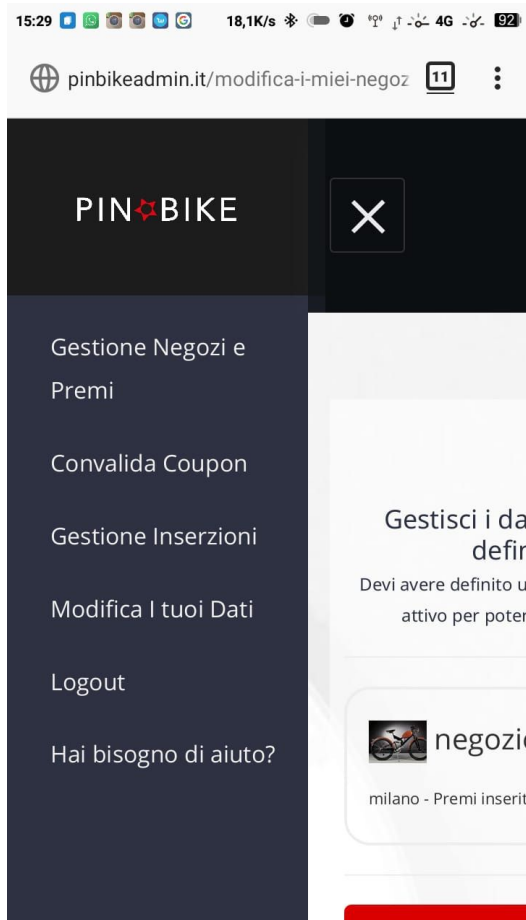 15:29 18,1K/s 4G 92
pinbikeadmin.it/modifica-i-miei-negoz 11
PIN BIKE
Gestione Negozi e
Premi
Convalida Coupon
Gestione Inserzioni
Modifica I tuoi Dati
Logout
Hai bisogno di aiuto?
Gestisci i da
defin
Devi avere definito u
attivo per poter
negozio
milano - Premi inserit